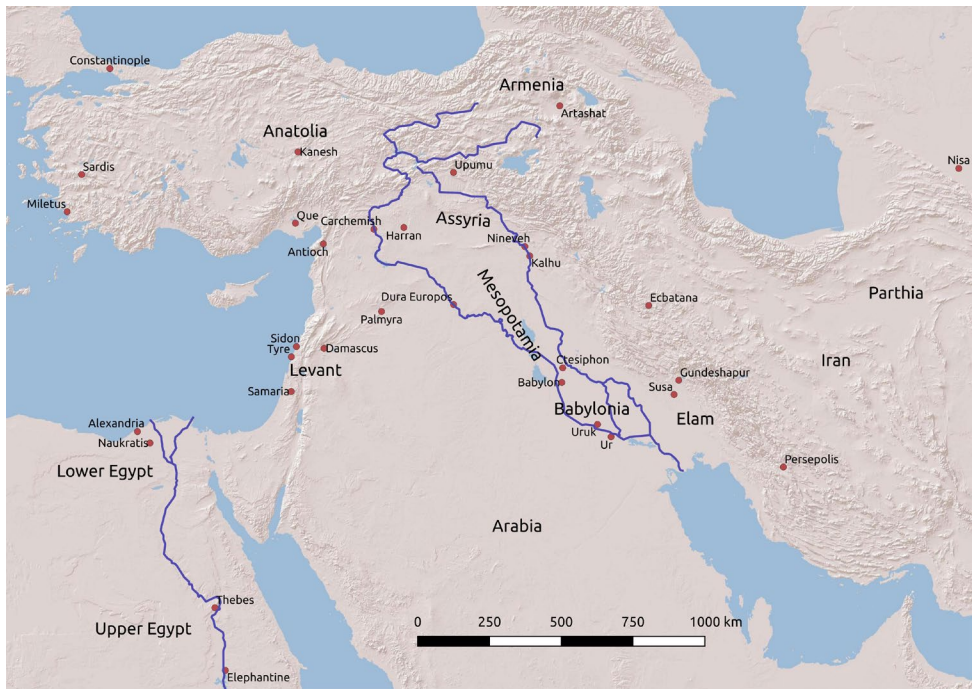 Constantinople
Armenia
Artashat
Anatolia
Kanesh
Nisa
Sardis
Upumu
Miletus
Que
Carchemish
Assyria
Harran
Nineveh
Antioch
Kalhu
Mesopotamia
Dura Europos
Ecbatana
Parthia
Palmyra
Sidon
Tyre
Damascus
Iran
Levant
Ctesiphon
Gundeshapur
Babylon
Susa
Samaria
Babylonia
Elam
Alexandria
Uruk
Naukratis
Ur
Lower Egypt
Persepolis
Arabia
Thebes
Upper Egypt
0 250 500 750 1000 km
Elephantine